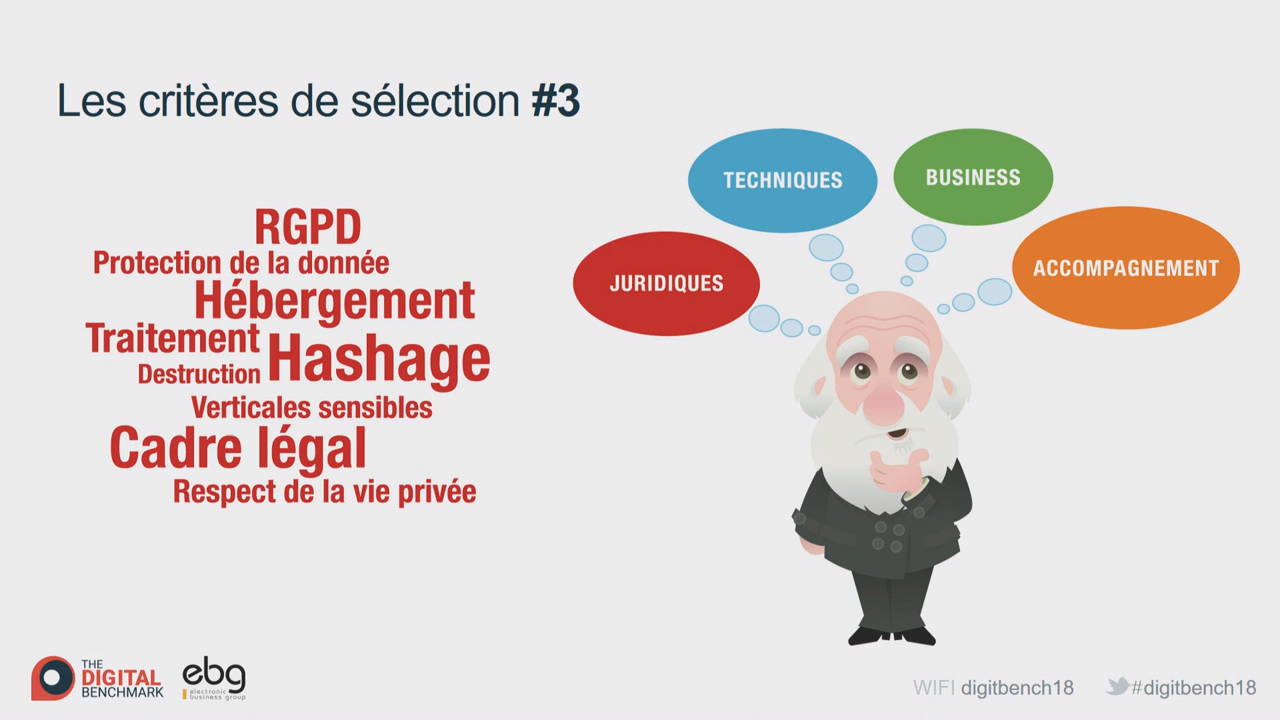 Les critères de sélection #3
TECHNIQUES
BUSINESS
JURIDIQUES
ACCOMPAGNEMENT
RGPD
Protection de la donnée
Hébergement
Traitement
Hashage
Destruction
Verticales sensibles
Cadre légal
Respect de la vie privée
THE
DIGITAL
BENCHMARK
ebg
electronic
business group
WIFI digitbench18
#digitbench18